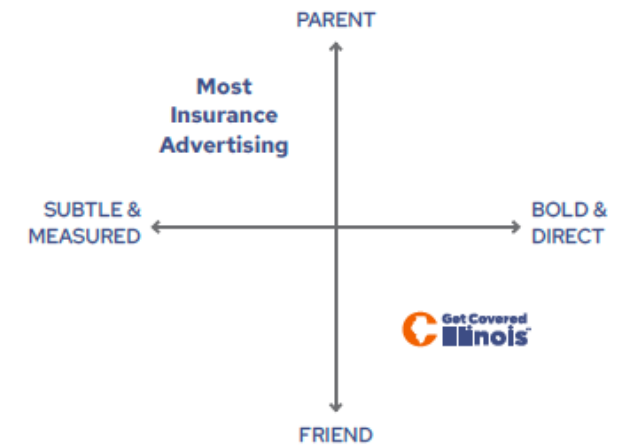 PARENT
Most
Insurance
Advertising
SUBTLE &
MEASURED
BOLD &
DIRECT
Get Covered
Illinois
FRIEND